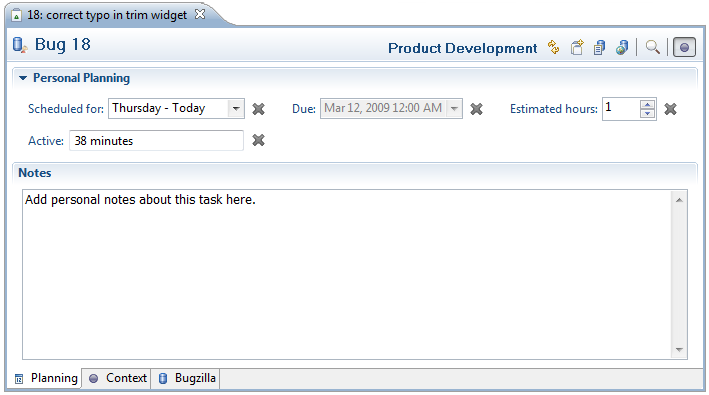 18: correct typo in trim widget
Bug 18 Product Development
Personal Planning
Scheduled for: Thursday - Today Due: Mar 12, 2009 12:00 AM Estimated hours: 1
Active: 38 minutes
Notes
Add personal notes about this task here.
Planning Context Bugzilla